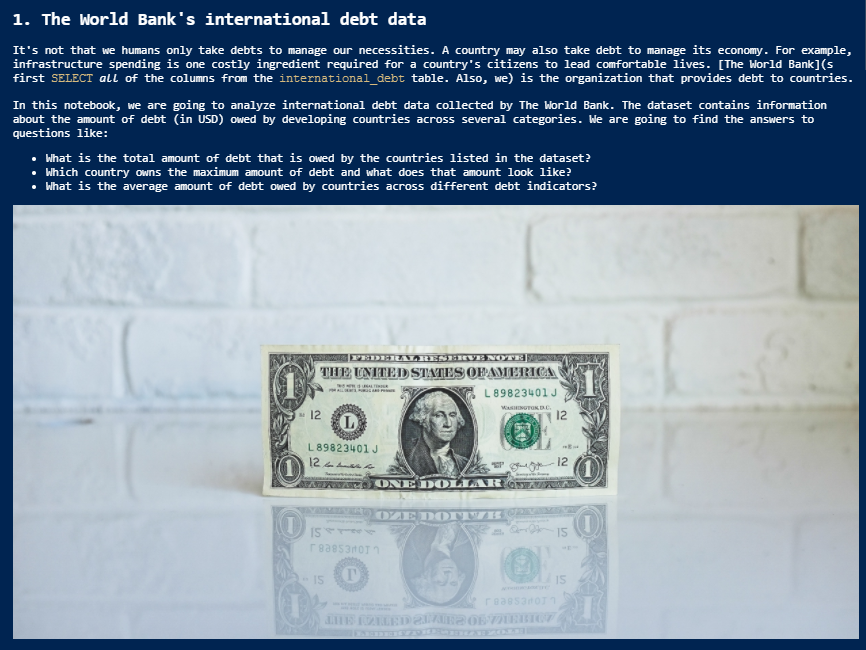 1. The World Bank's international debt data
It's not that we humans only take debts to manage our necessities. A country may also take debt to manage its economy. For example,
infrastructure spending is one costly ingredient required for a country's citizens to lead comfortable lives. [The World Bank](s
first SELECT all of the columns from the international_debt table. Also, we) is the organization that provides debt to countries.
In this notebook, we are going to analyze international debt data collected by The World Bank. The dataset contains information
about the amount of debt (in USD) owed by developing countries across several categories. We are going to find the answers to
questions like:
• What is the total amount of debt that is owed by the countries listed in the dataset?
• Which country owns the maximum amount of debt and what does that amount look like?
• What is the average amount of debt owed by countries across different debt indicators?
FEDERAL RESERVE NOTE
THE UNITED STATES OF AMERICA
1 1
THIS NOTE IS LEGAL TENDER
FOR ALL DEBTS, PUBLIC AND PRIVATE
L 89823401 J
WASHINGTON, D.C.
12 12
L
L 89823401 J
12 12
1 1
ONE DOLLAR